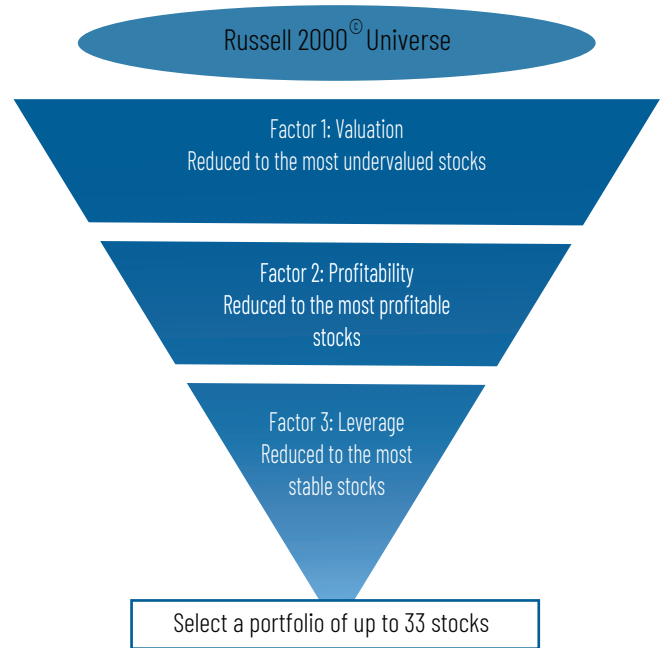 Russell 2000© Universe
Factor 1: Valuation
Reduced to the most undervalued stocks
Factor 2: Profitability
Reduced to the most profitable
stocks
Factor 3: Leverage
Reduced to the most
stable stocks
Select a portfolio of up to 33 stocks